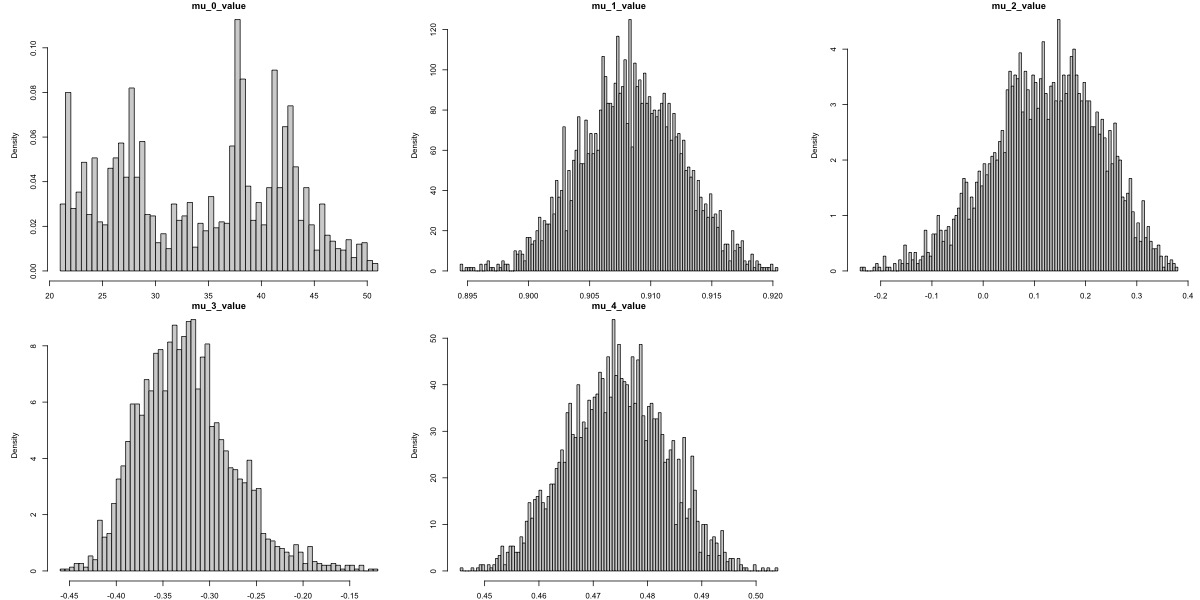 mu_0_value
Density
0.00 0.02 0.04 0.06 0.08 0.10
20 25 30 35 40 45 50
mu_1_value
Density
0 20 40 60 80 100 120
0.895 0.900 0.905 0.910 0.915 0.920
mu_2_value
Density
0 1 2 3 4
-0.2 -0.1 0.0 0.1 0.2 0.3 0.4
mu_3_value
Density
0 2 4 6 8
-0.45 -0.40 -0.35 -0.30 -0.25 -0.20 -0.15
mu_4_value
Density
0 10 20 30 40 50
0.45 0.46 0.47 0.48 0.49 0.50